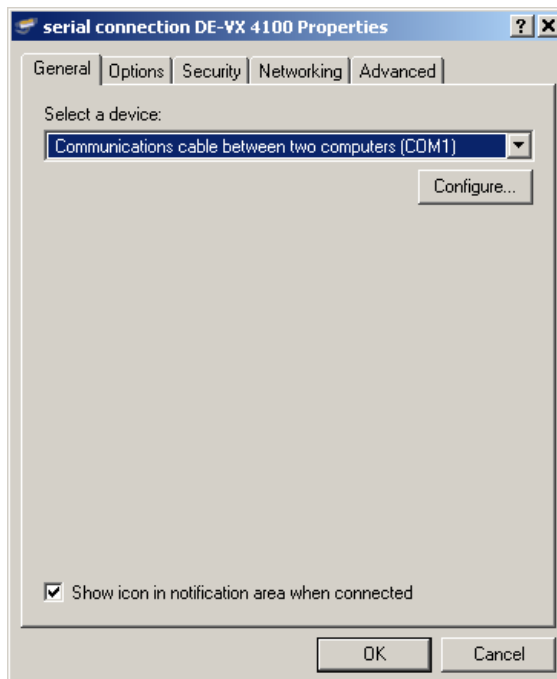 serial connection DE-VX 4100 Properties
General Options Security Networking Advanced
Select a device:
Communications cable between two computers (COM1)
Configure...
Show icon in notification area when connected
OK Cancel